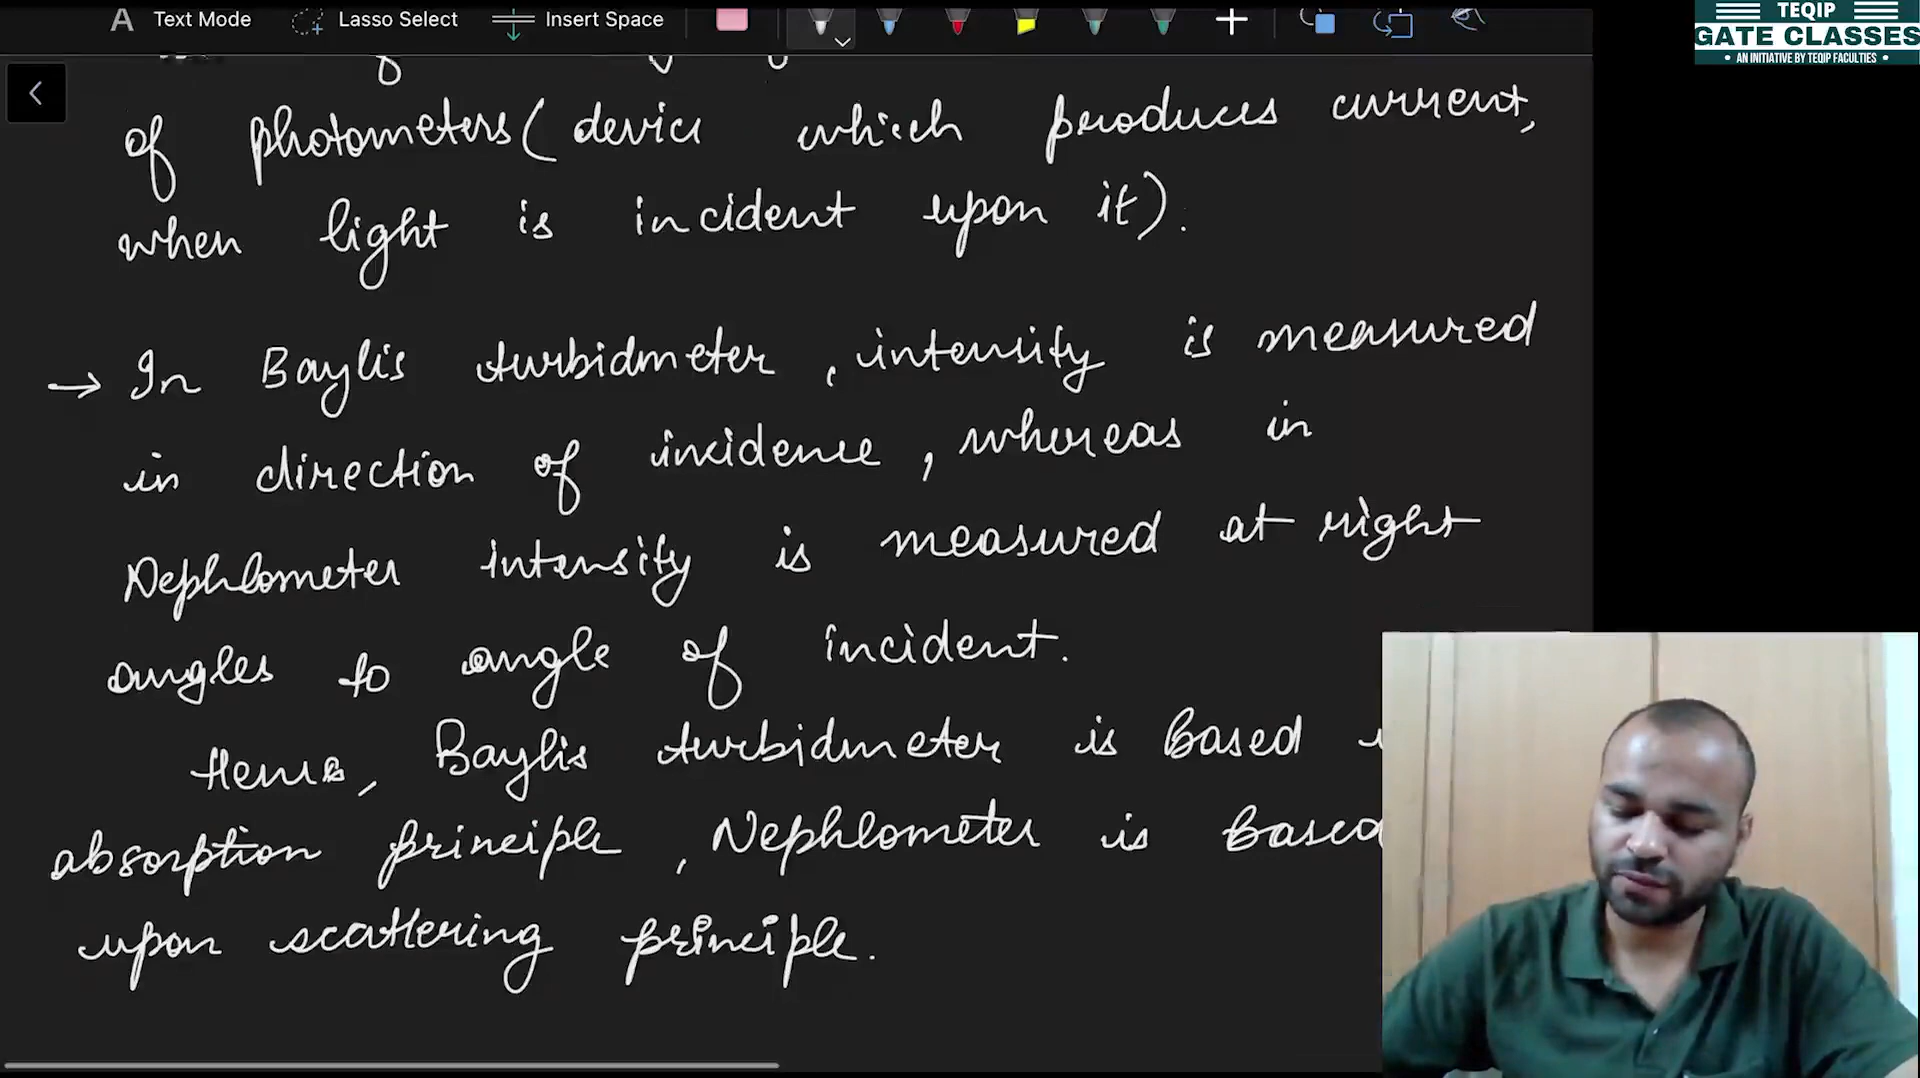 Text Mode Lasso Select Insert Space
TEQIP
GATE CLASSES
• AN INITIATIVE BY TEQIP FACULTIES •
of photometers (device which produces current,
when light is incident upon it).
→ In Baylis turbidmeter, intensity is measured
in direction of incidence, whereas in
Nephlometer intensity is measured at right
angles to angle of incident.
Hence, Baylis turbidmeter is based
absorption principle, Nephlometer is based
upon scattering principle.